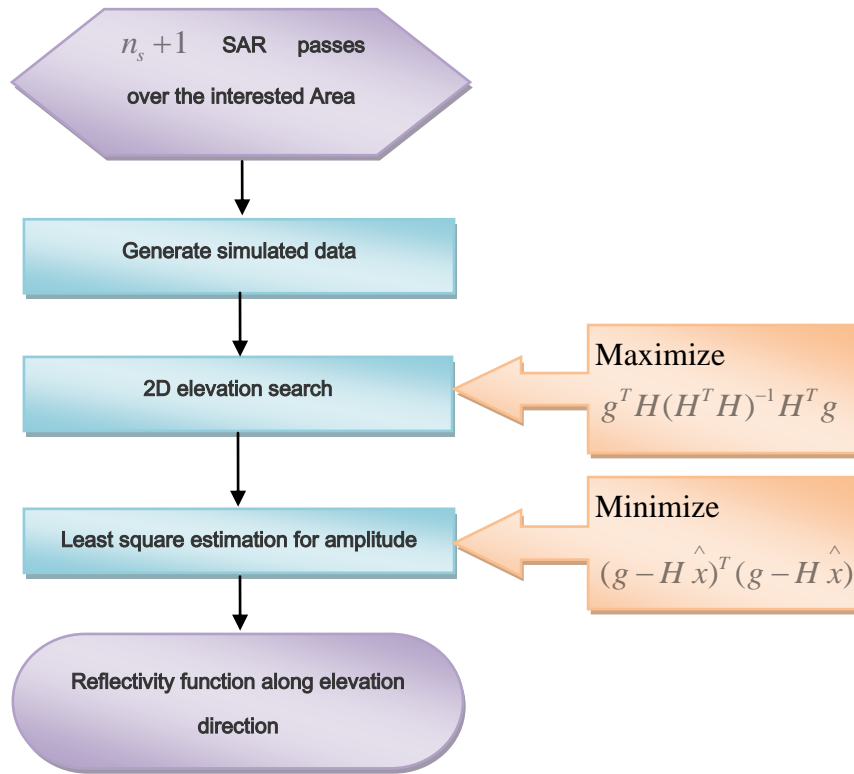 n_s + 1 SAR passes
over the interested Area
Generate simulated data
2D elevation search
Maximize
g^T H(H^T H)^{-1} H^T g
Least square estimation for amplitude
Minimize
(g − H x̂)^T (g − H x̂)
Reflectivity function along elevation
direction